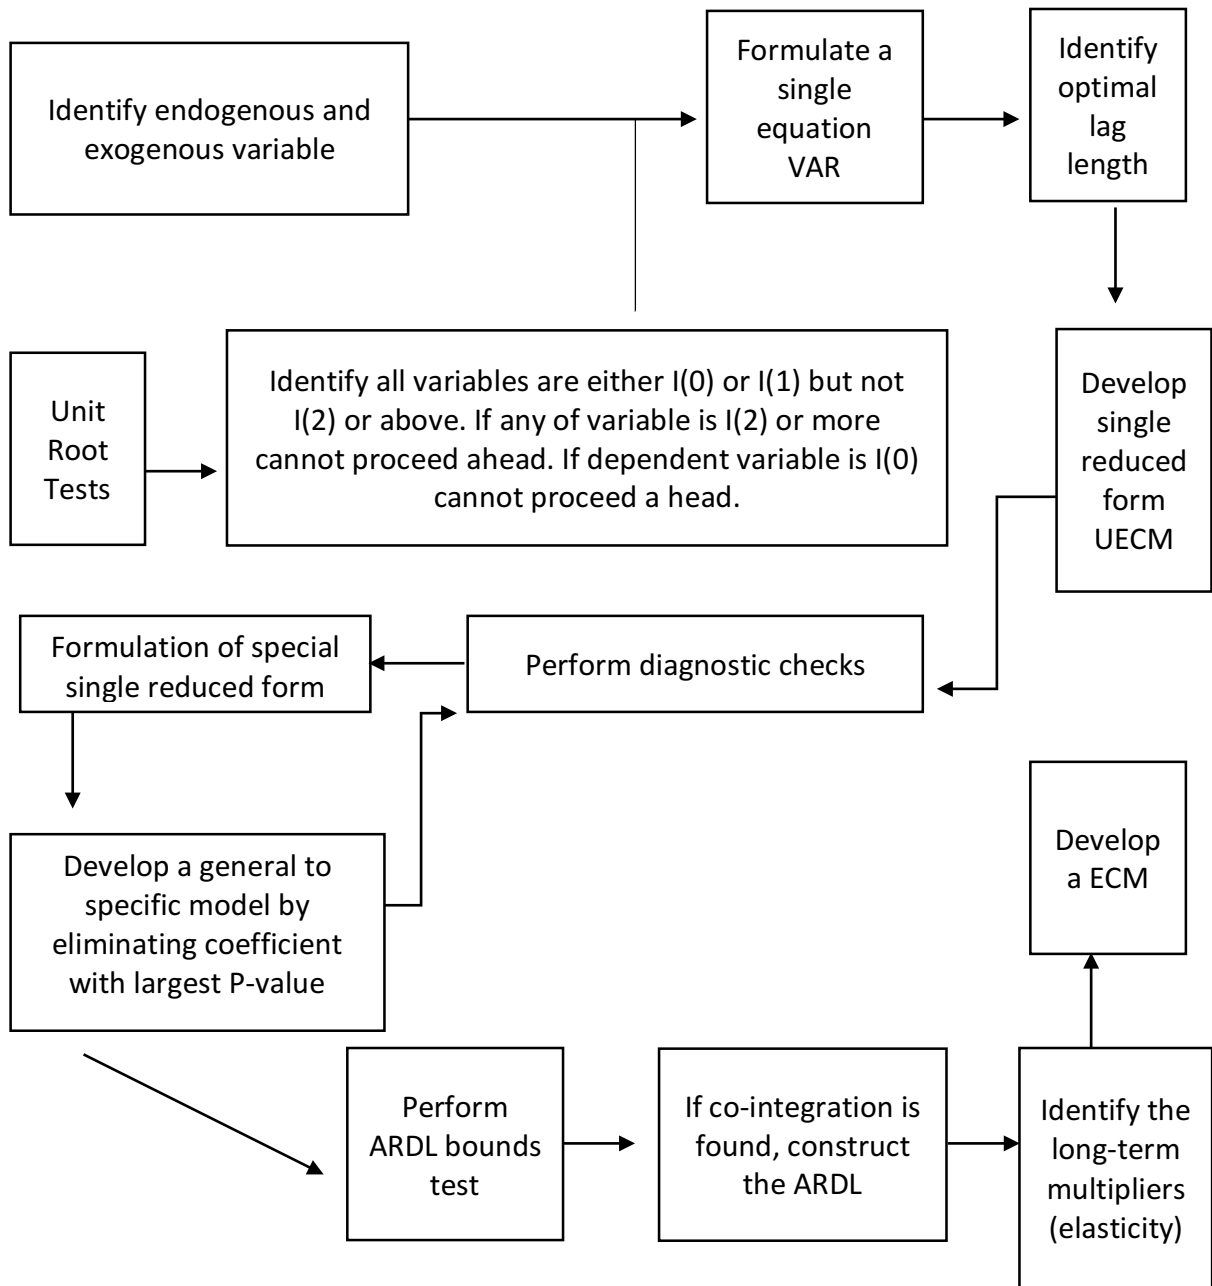 Identify endogenous and
exogenous variable
Formulate a
single
equation
VAR
Identify
optimal
lag
length
Unit
Root
Tests
Identify all variables are either I(0) or I(1) but not
I(2) or above. If any of variable is I(2) or more
cannot proceed ahead. If dependent variable is I(0)
cannot proceed a head.
Develop
single
reduced
form
UECM
Formulation of special
single reduced form
Perform diagnostic checks
Develop a general to
specific model by
eliminating coefficient
with largest P-value
Develop
a ECM
Perform
ARDL bounds
test
If co-integration is
found, construct
the ARDL
Identify the
long-term
multipliers
(elasticity)